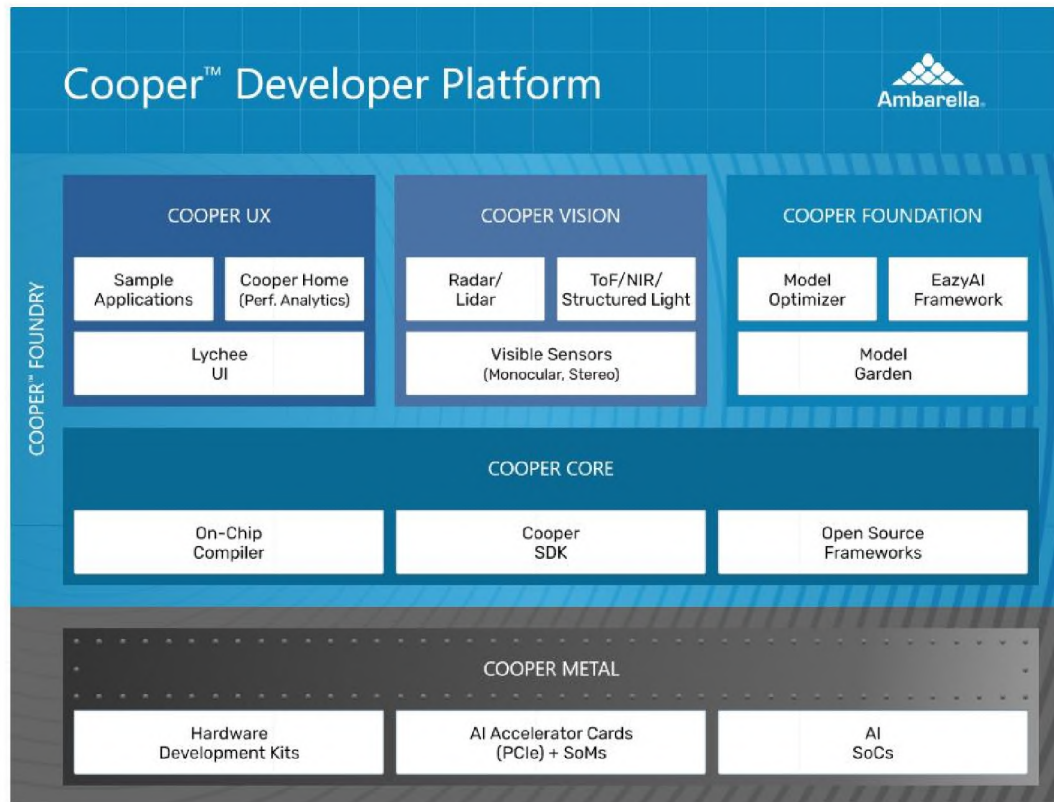 Cooper™ Developer Platform
Ambarella®
COOPER™ FOUNDRY
COOPER UX
Sample
Applications
Cooper Home
(Perf. Analytics)
Lychee
UI
COOPER VISION
Radar/
Lidar
ToF/NIR/
Structured Light
Visible Sensors
(Monocular, Stereo)
COOPER FOUNDATION
Model
Optimizer
EazyAI
Framework
Model
Garden
COOPER CORE
On-Chip
Compiler
Cooper
SDK
Open Source
Frameworks
COOPER METAL
Hardware
Development Kits
AI Accelerator Cards
(PCIe) + SoMs
AI
SoCs